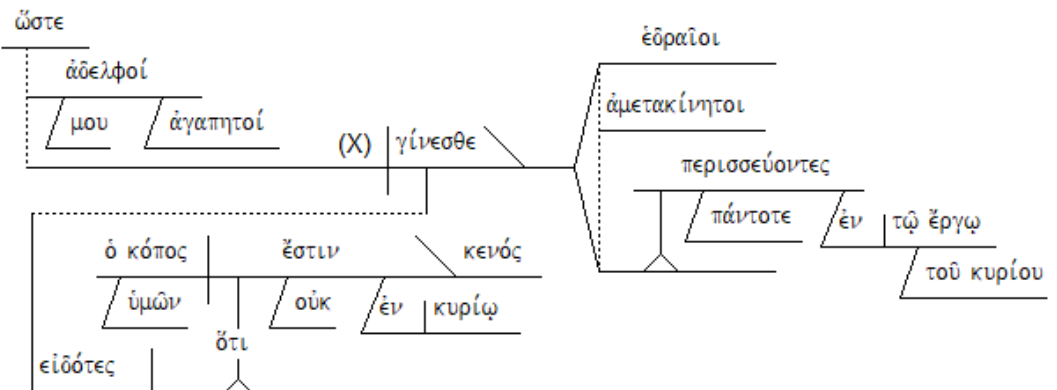 ὥστε
ἑδραῖοι
ἀδελφοί
ἀμετακίνητοι
μου ἀγαπητοί
(X) γίνεσθε
περισσεύοντες
πάντοτε ἐν τῷ ἔργῳ
ὁ κόπος ἔστιν κενός
τοῦ κυρίου
ὑμῶν οὐκ ἐν κυρίῳ
ὅτι
εἰδότες